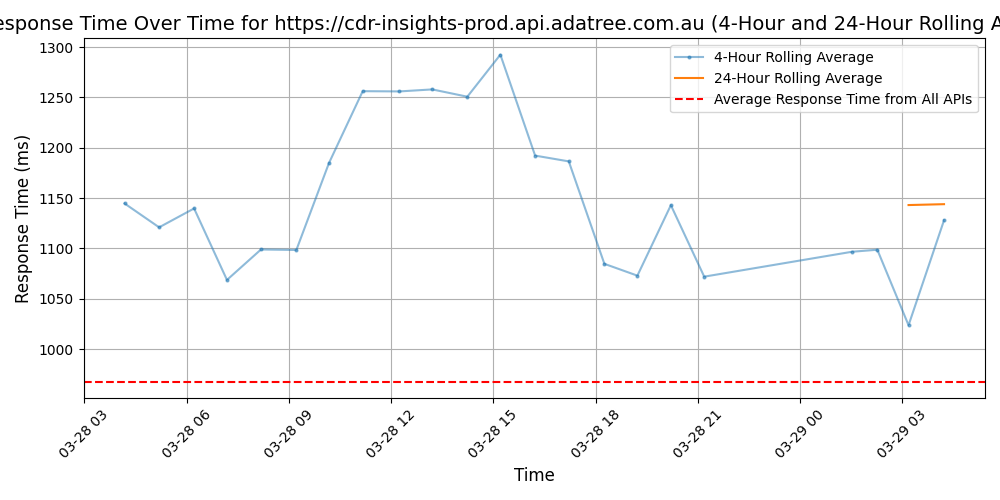 esponse Time Over Time for https://cdr-insights-prod.api.adatree.com.au (4-Hour and 24-Hour Rolling A
4-Hour Rolling Average
24-Hour Rolling Average
Average Response Time from All APIs
Response Time (ms)
1300
1250
1200
1150
1100
1050
1000
03-28 03
03-28 06
03-28 09
03-28 12
03-28 15
03-28 18
03-28 21
03-29 00
03-29 03
Time